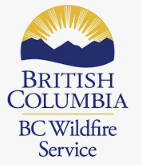 BRITISH
COLUMBIA
BC Wildfire
Service